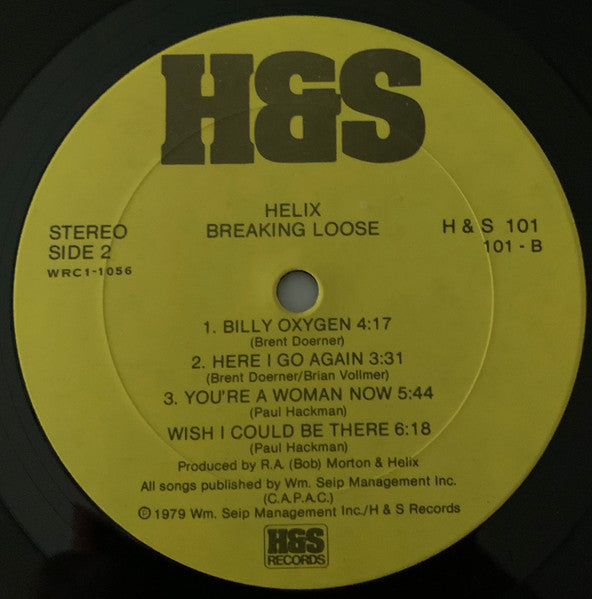 H&S
HELIX
BREAKING LOOSE
STEREO
SIDE 2
WRC1-1056
H & S 101
101 - B
1. BILLY OXYGEN 4:17
(Brent Doerner)
2. HERE I GO AGAIN 3:31
(Brent Doerner/Brian Vollmer)
3. YOU'RE A WOMAN NOW 5:44
(Paul Hackman)
WISH I COULD BE THERE 6:18
(Paul Hackman)
Produced by R.A. (Bob) Morton & Helix
All songs published by Wm. Seip Management Inc.
(C.A.P.A.C.)
℗ 1979 Wm. Seip Management Inc./H & S Records
H&S
RECORDS